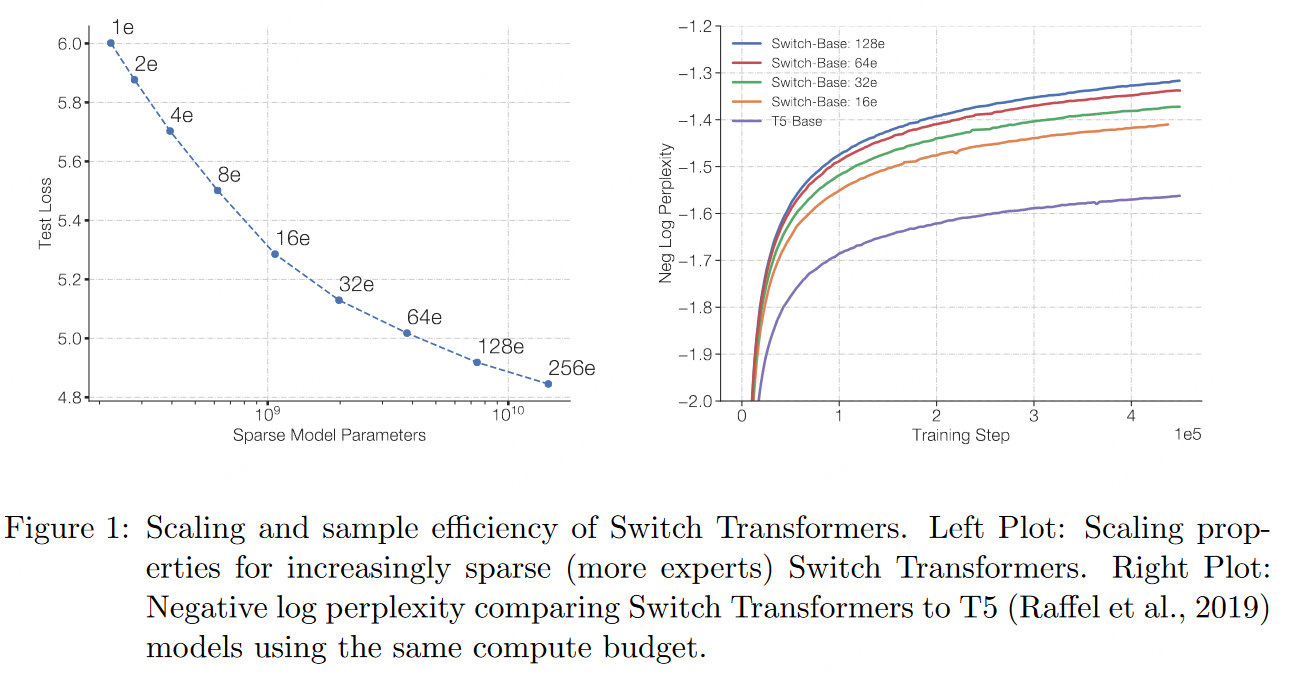 1e
2e
4e
8e
16e
32e
64e
128e
256e
6.0
5.8
5.6
5.4
5.2
5.0
4.8
Test Loss
10⁹
10¹⁰
Sparse Model Parameters
−1.2
−1.3
−1.4
−1.5
−1.6
−1.7
−1.8
−1.9
−2.0
Neg Log Perplexity
Switch-Base: 128e
Switch-Base: 64e
Switch-Base: 32e
Switch-Base: 16e
T5 Base
0
1
2
3
4
1e5
Training Step
Figure 1: Scaling and sample efficiency of Switch Transformers. Left Plot: Scaling prop-
erties for increasingly sparse (more experts) Switch Transformers. Right Plot:
Negative log perplexity comparing Switch Transformers to T5 (Raffel et al., 2019)
models using the same compute budget.